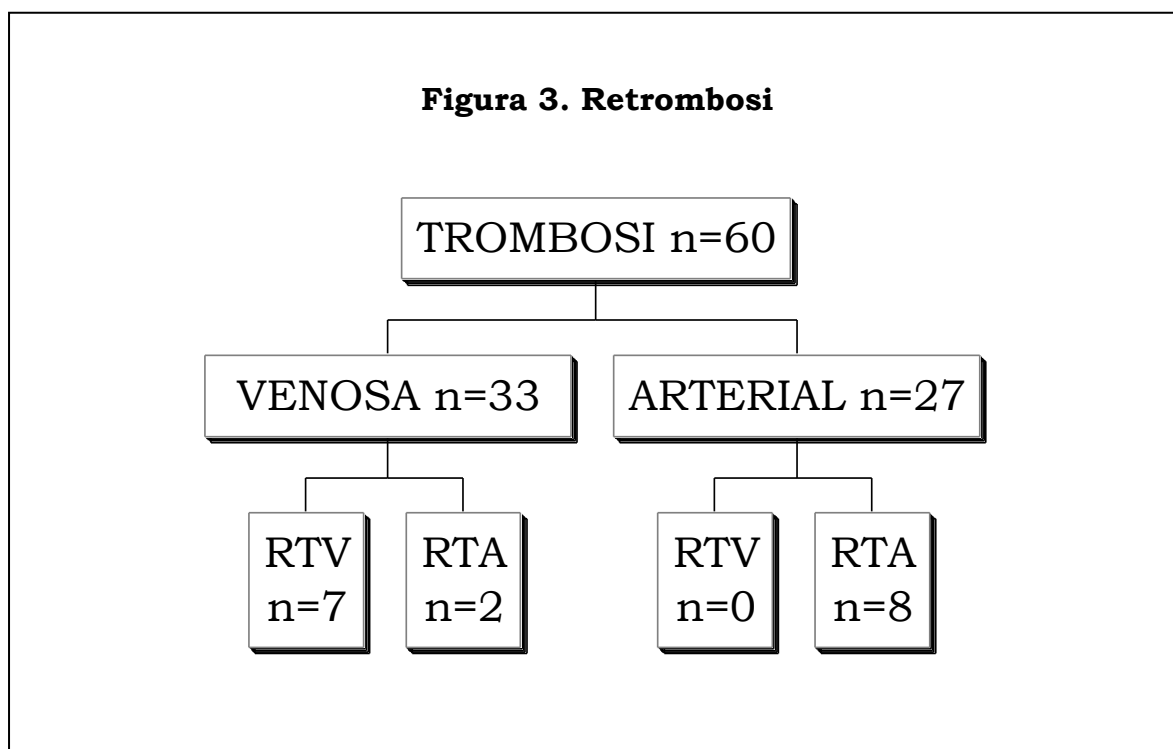 Figura 3. Retrombosi
TROMBOSI n=60
VENOSA n=33
ARTERIAL n=27
RTV
n=7
RTA
n=2
RTV
n=0
RTA
n=8